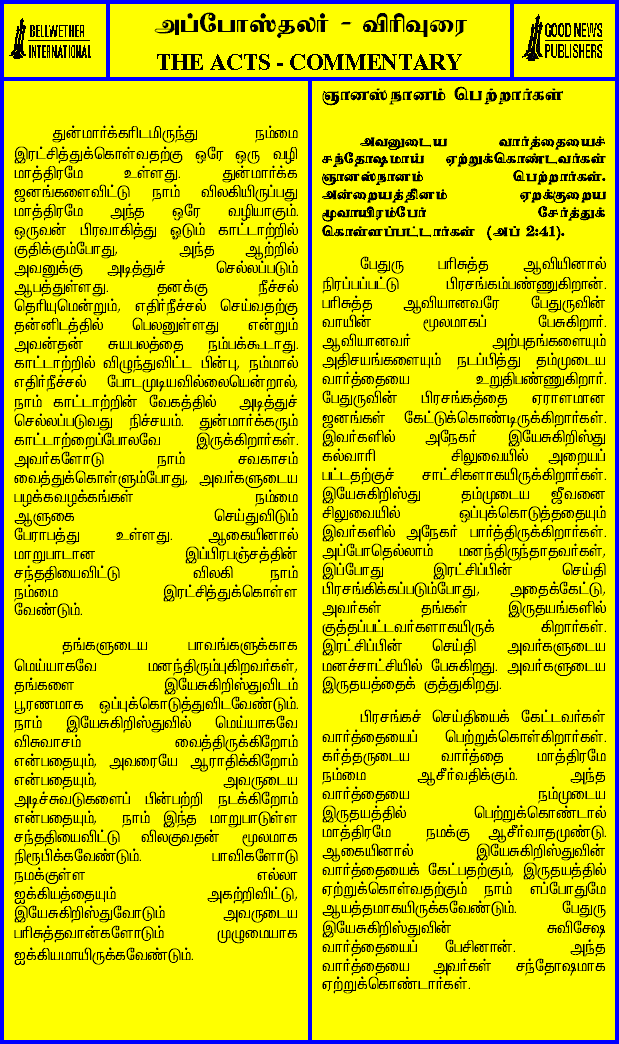 BELLWETHER
INTERNATIONAL
அப்போஸ்தலர் - விரிவுரை
THE ACTS - COMMENTARY
GOOD NEWS
PUBLISHERS
துன்மார்க்கரிடமிருந்து நம்மை
இரட்சித்துக்கொள்வதற்கு ஒரே ஒரு வழி
மாத்திரமே உள்ளது. துன்மார்க்க
ஜனங்களைவிட்டு நாம் விலகியிருப்பது
மாத்திரமே அந்த ஒரே வழியாகும்.
ஒருவன் பிரவாகித்து ஓடும் காட்டாற்றில்
குதிக்கும்போது, அந்த ஆற்றில்
அவனுக்கு அடித்துச் செல்லப்படும்
ஆபத்துள்ளது. தனக்கு நீச்சல்
தெரியுமென்றும், எதிர்நீச்சல் செய்வதற்கு
தன்னிடத்தில் பெலனுள்ளது என்றும்
அவன்தன் சுயபலத்தை நம்பக்கூடாது.
காட்டாற்றில் விழுந்துவிட்ட பின்பு, நம்மால்
எதிர்நீச்சல் போடமுடியவில்லையென்றால்,
நாம் காட்டாற்றின் வேகத்தில் அடித்துச்
செல்லப்படுவது நிச்சயம். துன்மார்க்கரும்
காட்டாற்றைப்போலவே இருக்கிறார்கள்.
அவர்களோடு நாம் சவகாசம்
வைத்துக்கொள்ளும்போது, அவர்களுடைய
பழக்கவழக்கங்கள் நம்மை
ஆளுகை செய்துவிடும்
பேராபத்து உள்ளது. ஆகையினால்
மாறுபாடான இப்பிரபஞ்சத்தின்
சந்ததியைவிட்டு விலகி நாம்
நம்மை இரட்சித்துக்கொள்ள
வேண்டும்.
தங்களுடைய பாவங்களுக்காக
மெய்யாகவே மனந்திரும்புகிறவர்கள்,
தங்களை இயேசுகிறிஸ்துவிடம்
பூரணமாக ஒப்புக்கொடுத்துவிடவேண்டும்.
நாம் இயேசுகிறிஸ்துவில் மெய்யாகவே
விசுவாசம் வைத்திருக்கிறோம்
என்பதையும், அவரையே ஆராதிக்கிறோம்
என்பதையும், அவருடைய
அடிச்சுவடுகளைப் பின்பற்றி நடக்கிறோம்
என்பதையும், நாம் இந்த மாறுபாடுள்ள
சந்ததியைவிட்டு விலகுவதன் மூலமாக
நிரூபிக்கவேண்டும். பாவிகளோடு
நமக்குள்ள எல்லா
ஐக்கியத்தையும் அகற்றிவிட்டு,
இயேசுகிறிஸ்துவோடும் அவருடைய
பரிசுத்தவான்களோடும் முழுமையாக
ஐக்கியமாயிருக்கவேண்டும்.
ஞானஸ்நானம் பெற்றார்கள்
அவனுடைய வார்த்தையைச்
சந்தோஷமாய் ஏற்றுக்கொண்டவர்கள்
ஞானஸ்நானம் பெற்றார்கள்.
அன்றையத்தினம் ஏறக்குறைய
மூவாயிரம்பேர் சேர்த்துக்
கொள்ளப்பட்டார்கள் (அப் 2:41).
பேதுரு பரிசுத்த ஆவியினால்
நிரப்பப்பட்டு பிரசங்கம்பண்ணுகிறான்.
பரிசுத்த ஆவியானவரே பேதுருவின்
வாயின் மூலமாகப் பேசுகிறார்.
ஆவியானவர் அற்புதங்களையும்
அதிசயங்களையும் நடப்பித்து தம்முடைய
வார்த்தையை உறுதிபண்ணுகிறார்.
பேதுருவின் பிரசங்கத்தை ஏராளமான
ஜனங்கள் கேட்டுக்கொண்டிருக்கிறார்கள்.
இவர்களில் அநேகர் இயேசுகிறிஸ்து
கல்வாரி சிலுவையில் அறையப்
பட்டதற்குச் சாட்சிகளாகயிருக்கிறார்கள்.
இயேசுகிறிஸ்து தம்முடைய ஜீவனை
சிலுவையில் ஒப்புக்கொடுத்ததையும்
இவர்களில் அநேகர் பார்த்திருக்கிறார்கள்.
அப்போதெல்லாம் மனந்திருந்தாதவர்கள்,
இப்போது இரட்சிப்பின் செய்தி
பிரசங்கிக்கப்படும்போது, அதைக்கேட்டு,
அவர்கள் தங்கள் இருதயங்களில்
குத்தப்பட்டவர்களாகயிருக் கிறார்கள்.
இரட்சிப்பின் செய்தி அவர்களுடைய
மனச்சாட்சியில் பேசுகிறது. அவர்களுடைய
இருதயத்தைக் குத்துகிறது.
பிரசங்கச் செய்தியைக் கேட்டவர்கள்
வார்த்தையைப் பெற்றுக்கொள்கிறார்கள்.
கர்த்தருடைய வார்த்தை மாத்திரமே
நம்மை ஆசீர்வதிக்கும். அந்த
வார்த்தையை நம்முடைய
இருதயத்தில் பெற்றுக்கொண்டால்
மாத்திரமே நமக்கு ஆசீர்வாதமுண்டு.
ஆகையினால் இயேசுகிறிஸ்துவின்
வார்த்தையைக் கேட்பதற்கும், இருதயத்தில்
ஏற்றுக்கொள்வதற்கும் நாம் எப்போதுமே
ஆயத்தமாகயிருக்கவேண்டும். பேதுரு
இயேசுகிறிஸ்துவின் சுவிசேஷ
வார்த்தையைப் பேசினான். அந்த
வார்த்தையை அவர்கள் சந்தோஷமாக
ஏற்றுக்கொண்டார்கள்.